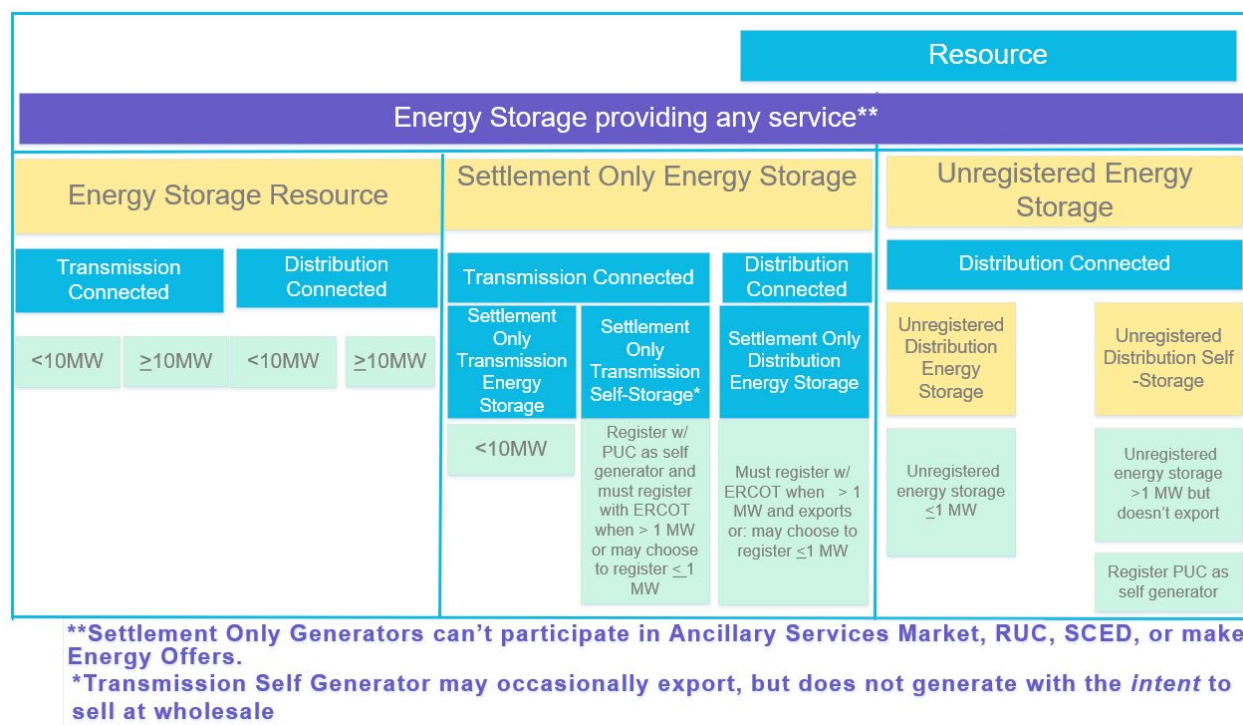 Resource
Energy Storage providing any service**
Energy Storage Resource
Settlement Only Energy Storage
Unregistered Energy
Storage
Transmission
Connected
Distribution
Connected
Transmission Connected
Distribution
Connected
Distribution Connected
<10MW
≥10MW
<10MW
≥10MW
Settlement
Only
Transmission
Energy
Storage
Settlement
Only
Transmission
Self-Storage*
Settlement Only
Distribution
Energy Storage
Unregistered
Distribution
Energy
Storage
Unregistered
Distribution Self
-Storage
<10MW
Register w/
PUC as self
generator and
must register
with ERCOT
when > 1 MW
or may choose
to register ≤ 1
MW
Must register w/
ERCOT when > 1
MW and exports
or: may choose to
register ≤1 MW
Unregistered
energy storage
≤1 MW
Unregistered
energy storage
>1 MW but
doesn't export
Register PUC as
self generator
**Settlement Only Generators can't participate in Ancillary Services Market, RUC, SCED, or make
Energy Offers.
*Transmission Self Generator may occasionally export, but does not generate with the intent to
sell at wholesale